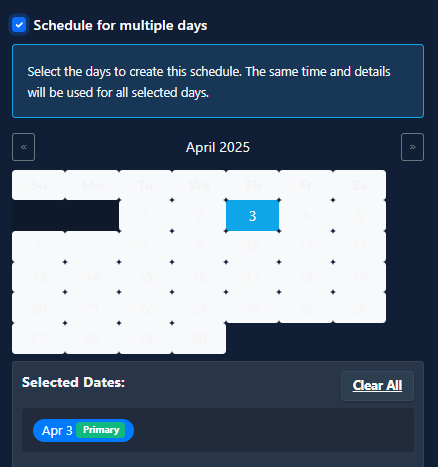 Schedule for multiple days
Select the days to create this schedule. The same time and details
will be used for all selected days.
« April 2025 »
Su Mo Tu We Th Fr Sa
1 2 3 4 5
6 7 8 9 10 11 12
13 14 15 16 17 18 19
20 21 22 23 24 25 26
27 28 29 30
Selected Dates: Clear All
Apr 3 Primary